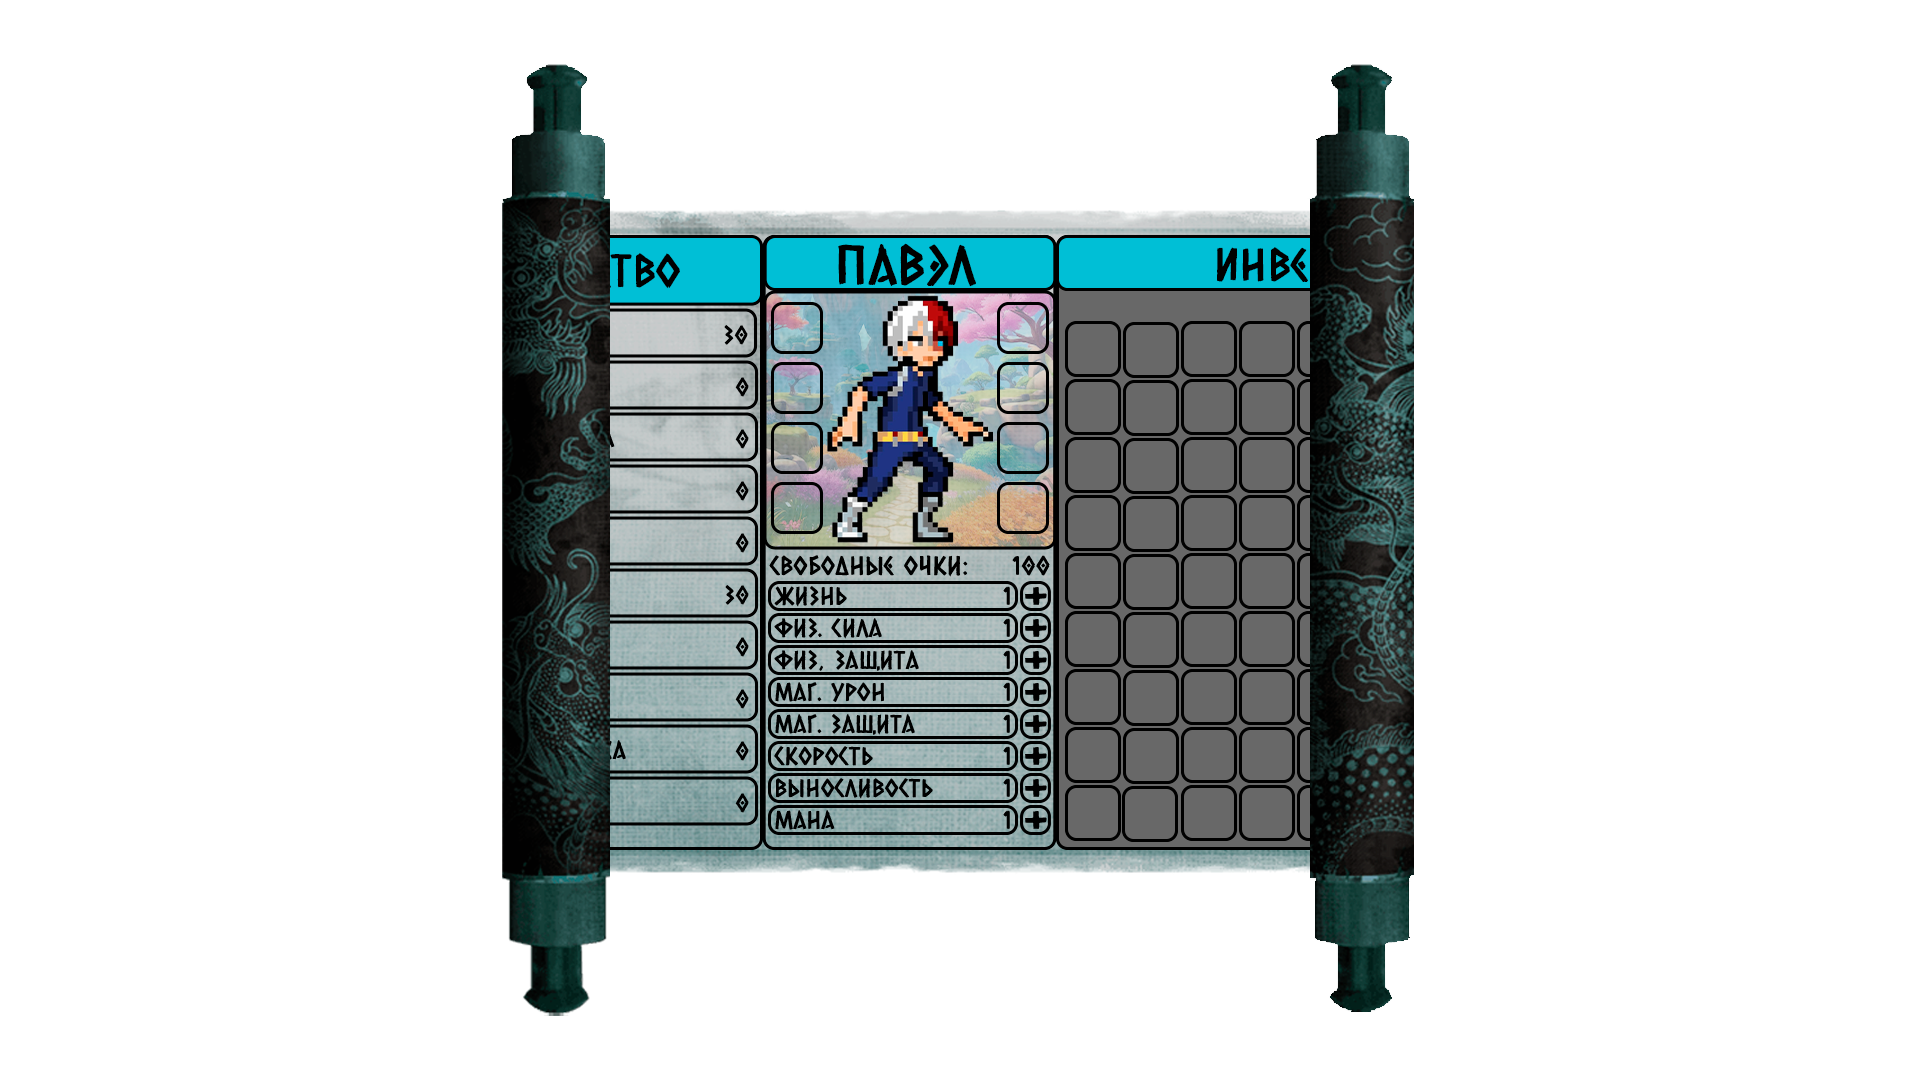 ТВО
30
0
0
0
0
30
0
0
КА 0
0
ПАВЭЛ
СВОБОДНЫЕ ОЧКИ: 100
ЖИЗНЬ 1
ФИЗ. СИЛА 1
ФИЗ. ЗАЩИТА 1
МАГ. УРОН 1
МАГ. ЗАЩИТА 1
СКОРОСТЬ 1
ВЫНОСЛИВОСТЬ 1
МАНА 1
ИНВЕ